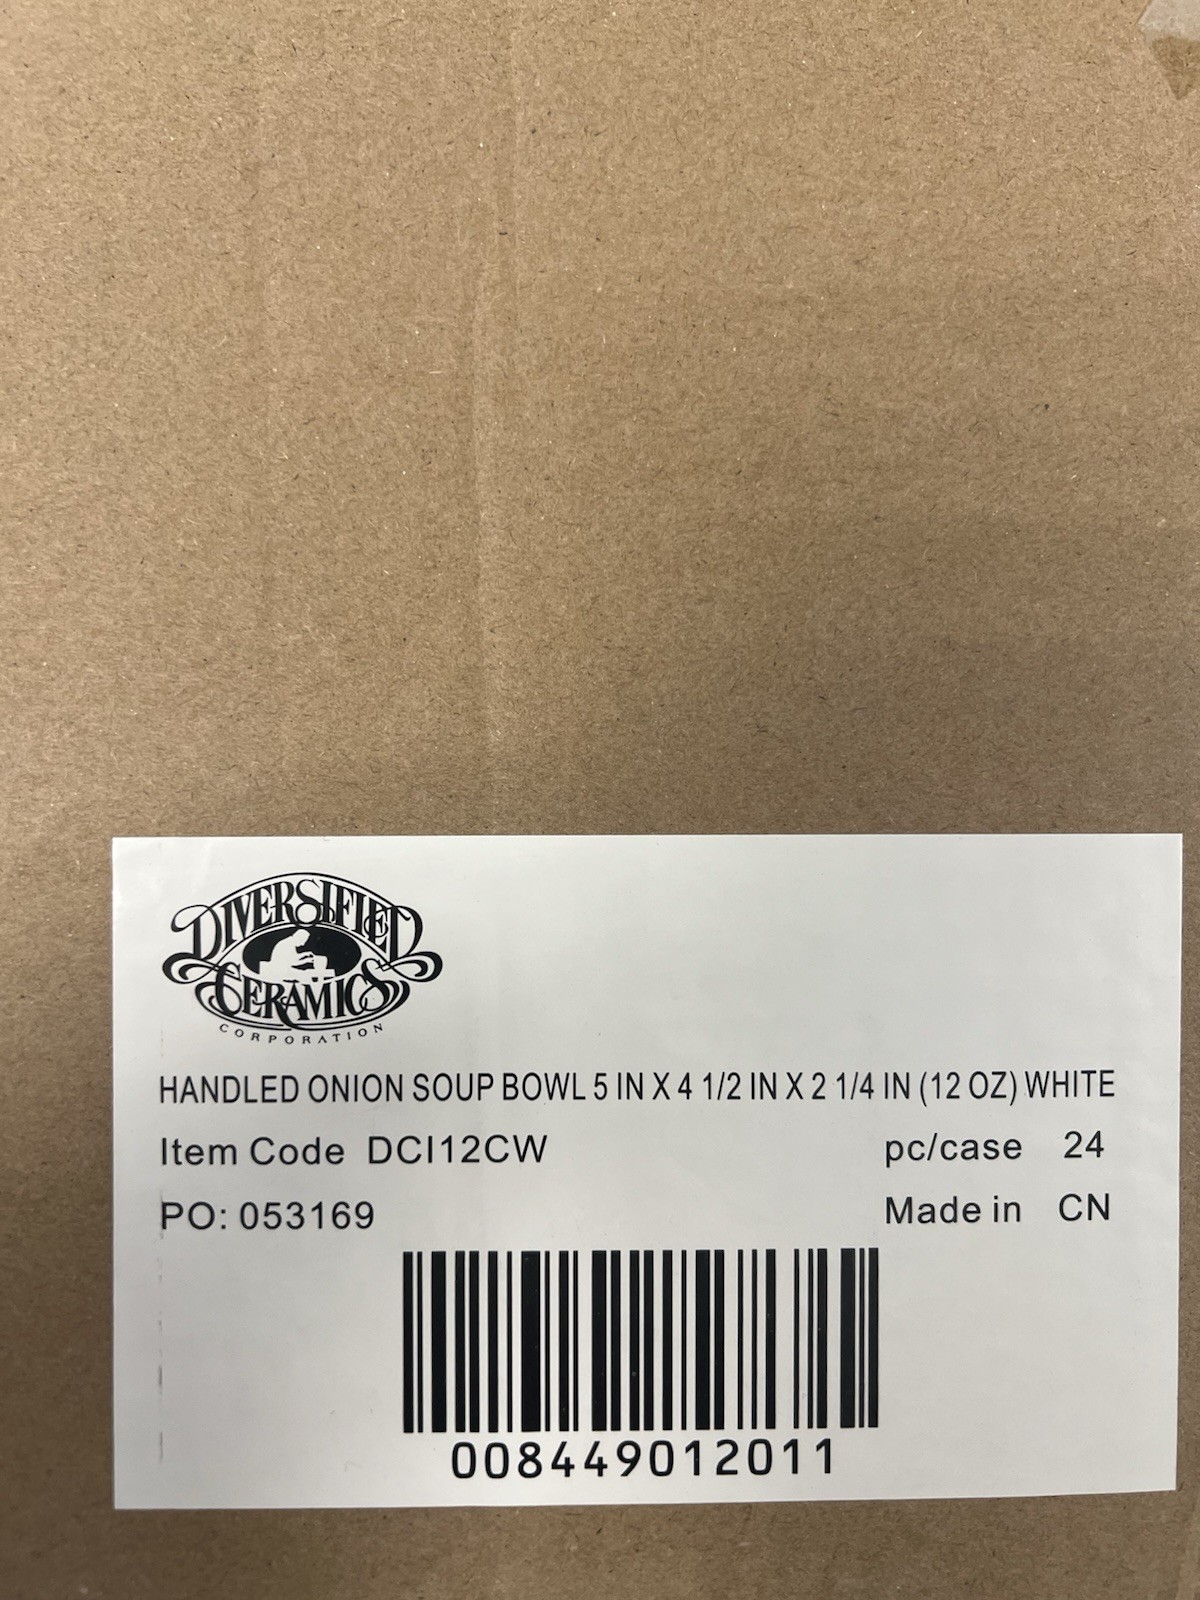 DIVERSIFIED
CERAMICS
CORPORATION
HANDLED ONION SOUP BOWL 5 IN X 4 1/2 IN X 2 1/4 IN (12 OZ) WHITE
Item Code DCI12CW pc/case 24
PO: 053169 Made in CN
008449012011